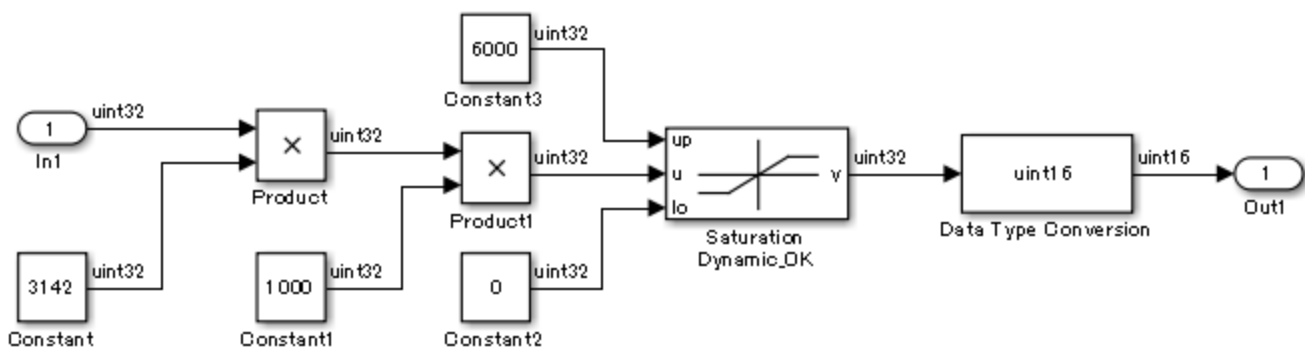 6000
uint32
Constant3
1
uint32
In1
×
uint32
Product
×
uint32
Product1
up
u
lo
y
uint32
Saturation
Dynamic_OK
uint16
uint16
Data Type Conversion
1
Out1
3142
uint32
Constant
1000
uint32
Constant1
0
uint32
Constant2